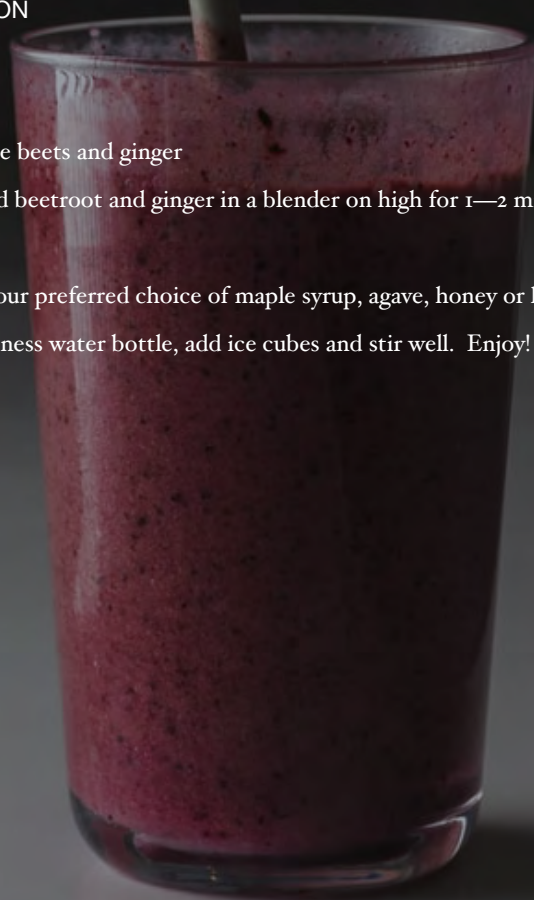 ON
e beets and ginger
d beetroot and ginger in a blender on high for 1—2 m
our preferred choice of maple syrup, agave, honey or
ness water bottle, add ice cubes and stir well. Enjoy!